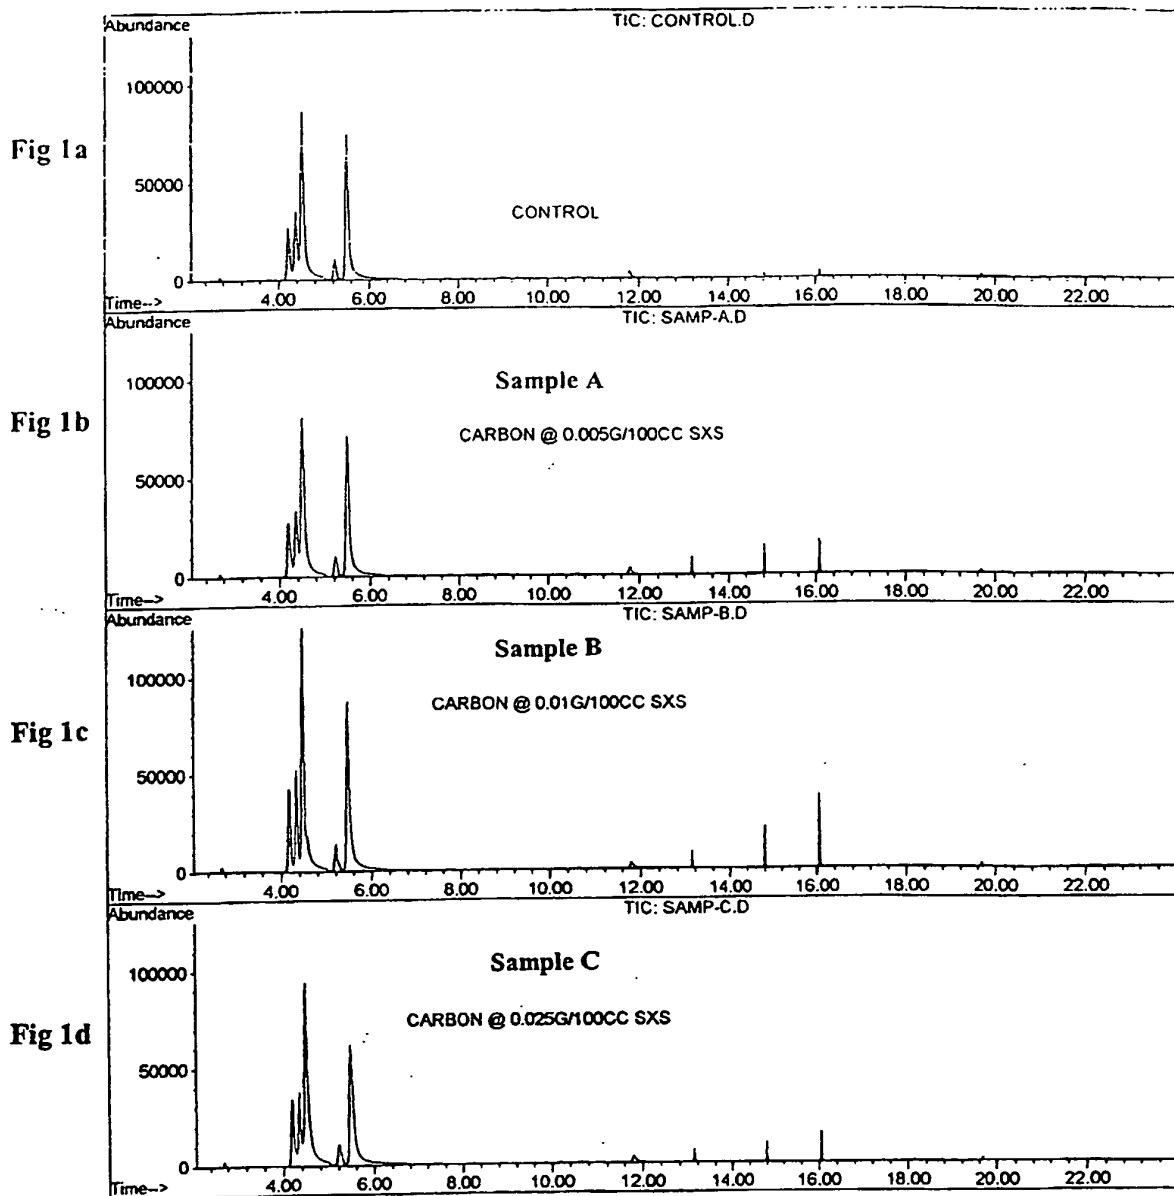 Abundance TIC: CONTROL.D
100000
Fig 1a
50000
CONTROL
0
Time--> 4.00 6.00 8.00 10.00 12.00 14.00 16.00 18.00 20.00 22.00
Abundance TIC: SAMP-A.D
100000
Sample A
Fig 1b
CARBON @ 0.005G/100CC SXS
50000
0
Time--> 4.00 6.00 8.00 10.00 12.00 14.00 16.00 18.00 20.00 22.00
Abundance TIC: SAMP-B.D
Sample B
100000
CARBON @ 0.01G/100CC SXS
Fig 1c
50000
0
Time--> 4.00 6.00 8.00 10.00 12.00 14.00 16.00 18.00 20.00 22.00
Abundance TIC: SAMP-C.D
Sample C
100000
CARBON @ 0.025G/100CC SXS
Fig 1d
50000
0
Time--> 4.00 6.00 8.00 10.00 12.00 14.00 16.00 18.00 20.00 22.00